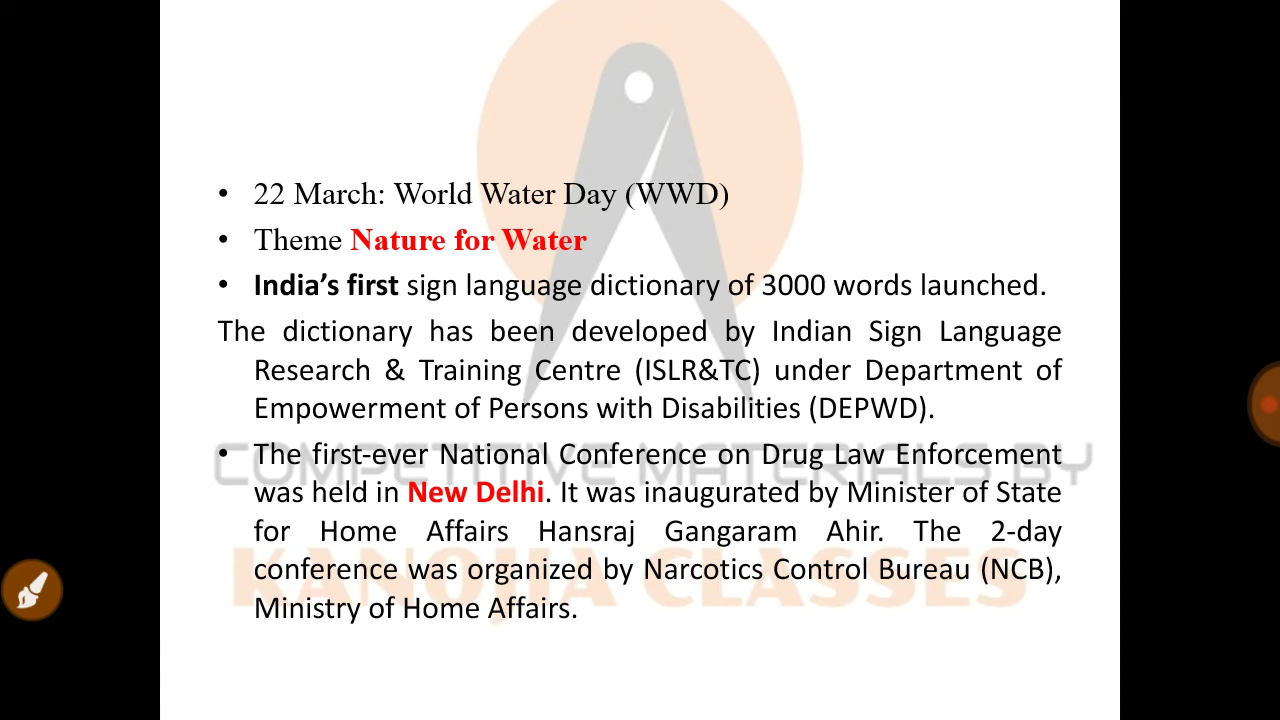 22 March: World Water Day (WWD)
Theme Nature for Water
India’s first sign language dictionary of 3000 words launched.
The dictionary has been developed by Indian Sign Language
Research & Training Centre (ISLR&TC) under Department of
Empowerment of Persons with Disabilities (DEPWD).
The first-ever National Conference on Drug Law Enforcement
was held in New Delhi. It was inaugurated by Minister of State
for Home Affairs Hansraj Gangaram Ahir. The 2-day
conference was organized by Narcotics Control Bureau (NCB),
Ministry of Home Affairs.
COMPETITIVE MATERIALS BY
KANOJIA CLASSES